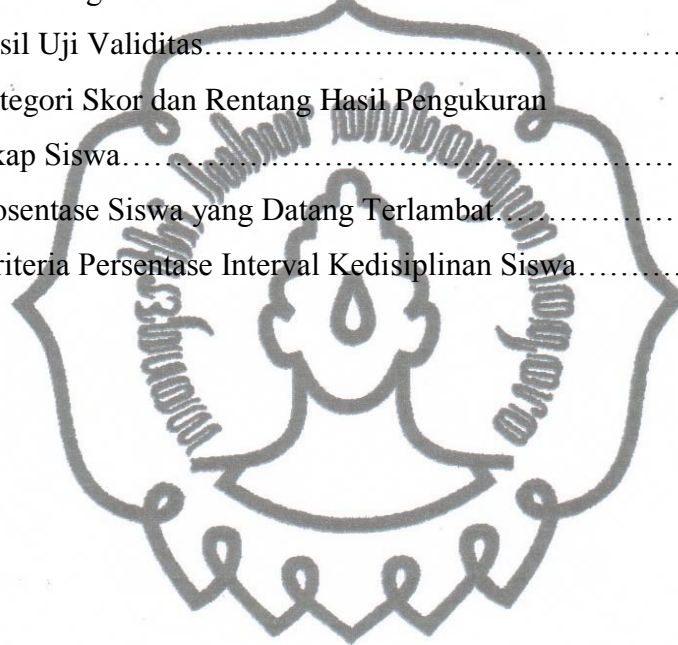 sil Uji Validitas……………………………………………
tegori Skor dan Rentang Hasil Pengukuran
kap Siswa……………………………………………………
osentase Siswa yang Datang Terlambat…………………
riteria Persentase Interval Kedisiplinan Siswa…………